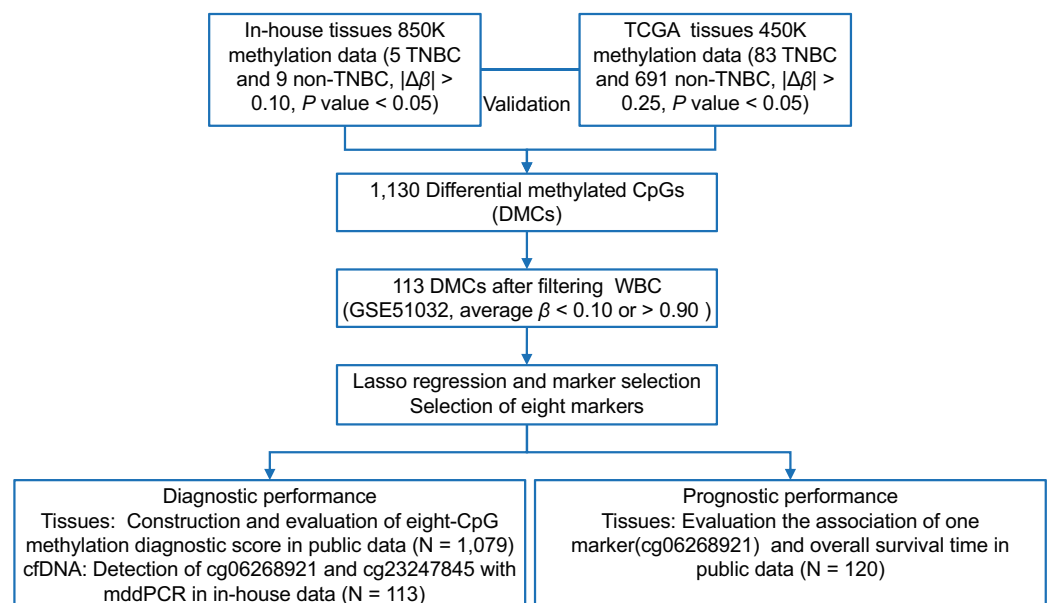 In-house tissues 850K
methylation data (5 TNBC
and 9 non-TNBC, |Δβ| >
0.10, P value < 0.05)
Validation
TCGA tissues 450K
methylation data (83 TNBC
and 691 non-TNBC, |Δβ| >
0.25, P value < 0.05)
1,130 Differential methylated CpGs
(DMCs)
113 DMCs after filtering WBC
(GSE51032, average β < 0.10 or > 0.90 )
Lasso regression and marker selection
Selection of eight markers
Diagnostic performance
Tissues: Construction and evaluation of eight-CpG
methylation diagnostic score in public data (N = 1,079)
cfDNA: Detection of cg06268921 and cg23247845 with
mddPCR in in-house data (N = 113)
Prognostic performance
Tissues: Evaluation the association of one
marker(cg06268921) and overall survival time in
public data (N = 120)